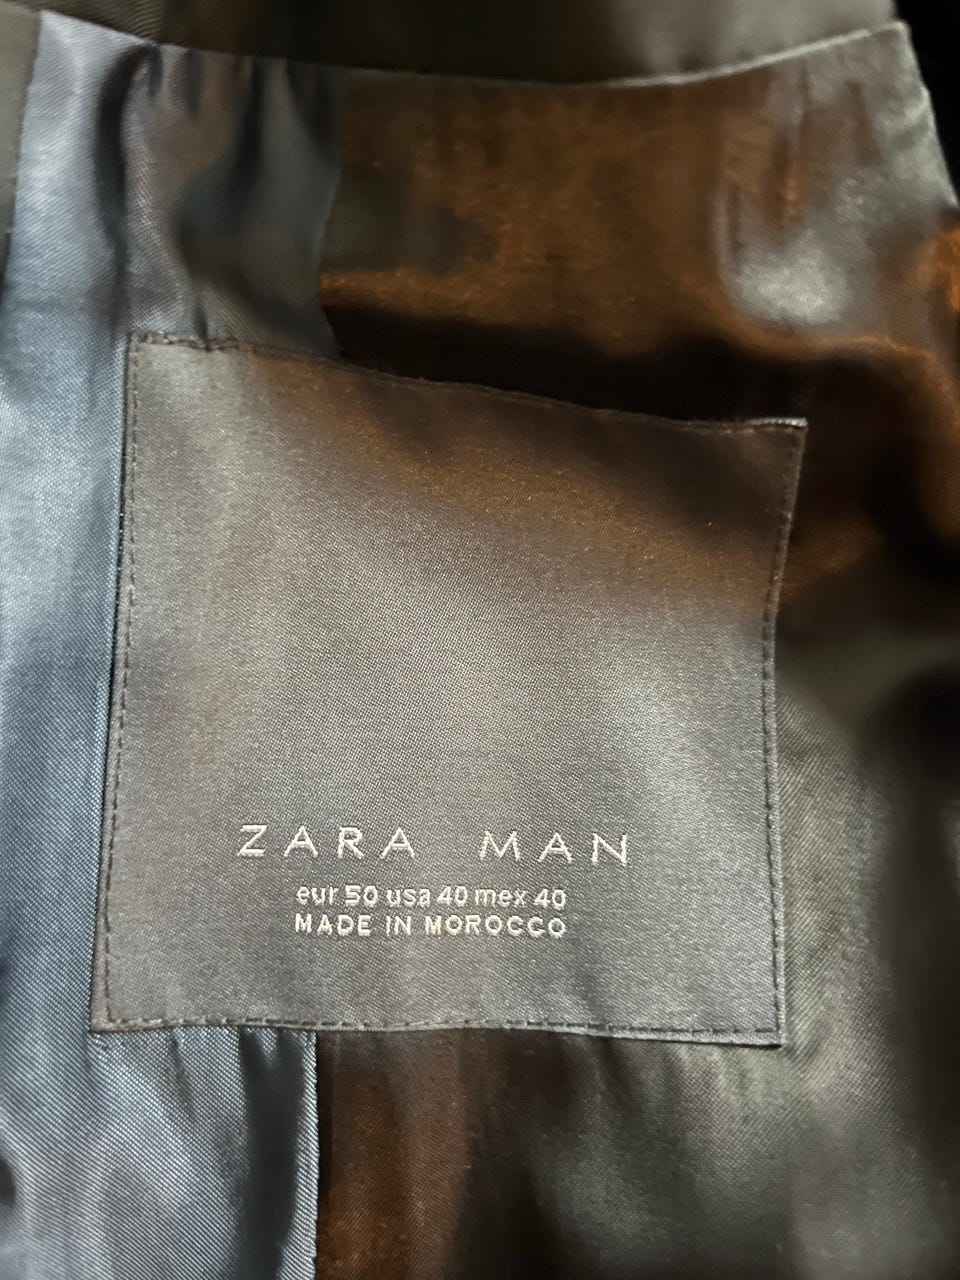 ZARA MAN
eur 50 usa 40 mex 40
MADE IN MOROCCO